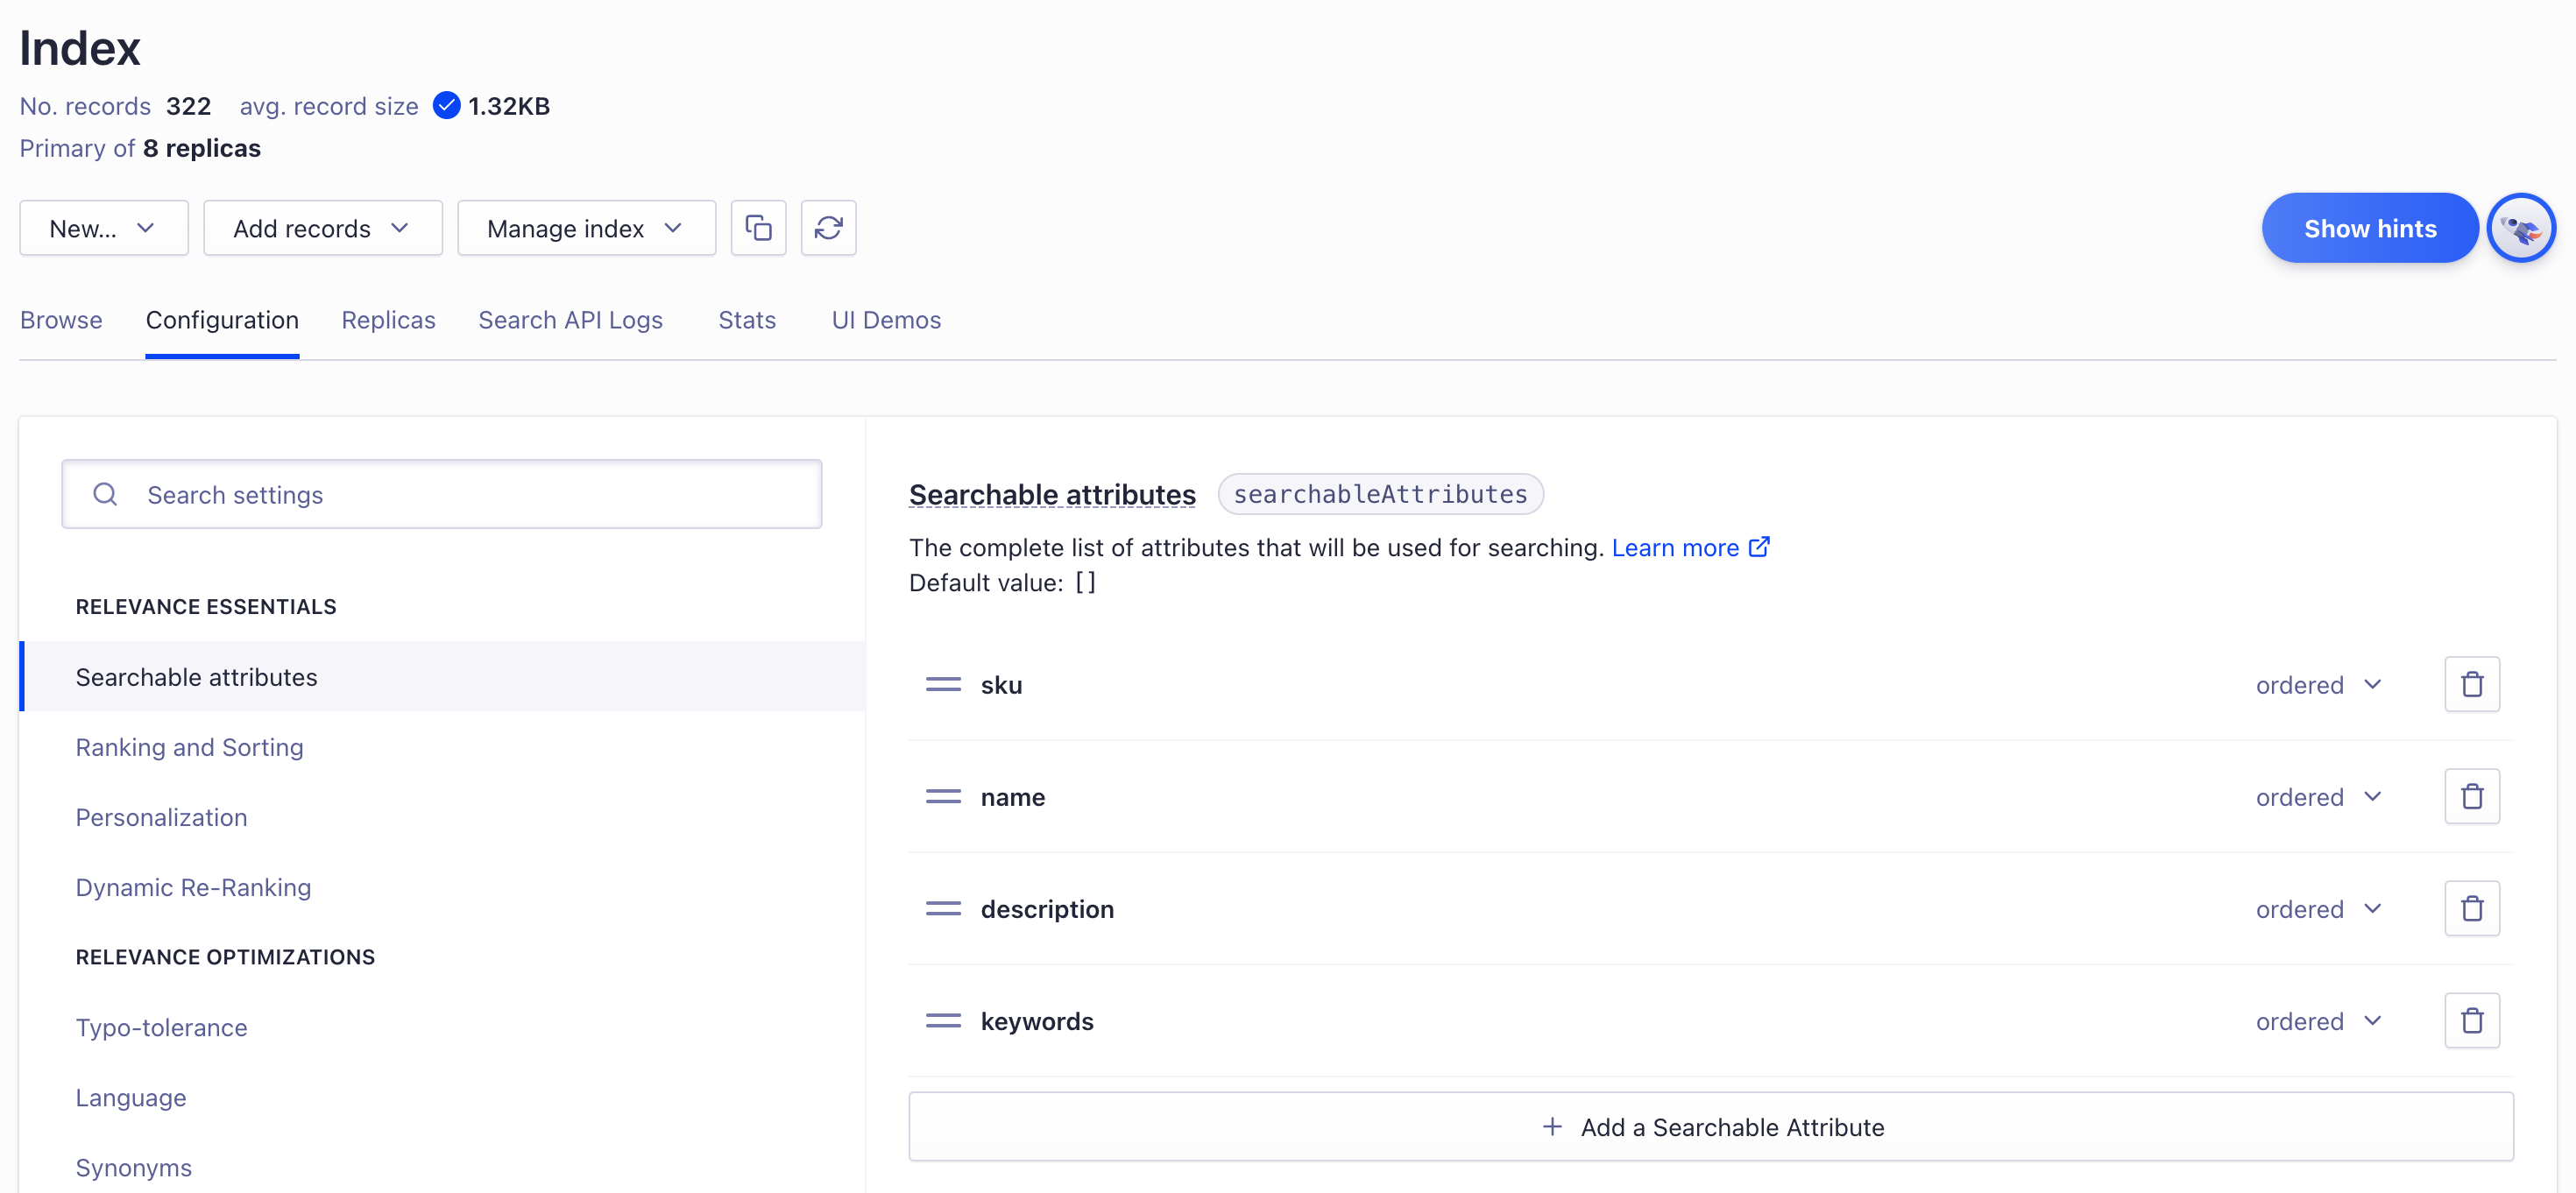 Index
No. records 322 avg. record size 1.32KB
Primary of 8 replicas
New... Add records Manage index Show hints
Browse Configuration Replicas Search API Logs Stats UI Demos
Search settings
RELEVANCE ESSENTIALS
Searchable attributes
Ranking and Sorting
Personalization
Dynamic Re-Ranking
RELEVANCE OPTIMIZATIONS
Typo-tolerance
Language
Synonyms
Searchable attributes searchableAttributes
The complete list of attributes that will be used for searching. Learn more
Default value: []
sku ordered
name ordered
description ordered
keywords ordered
+ Add a Searchable Attribute